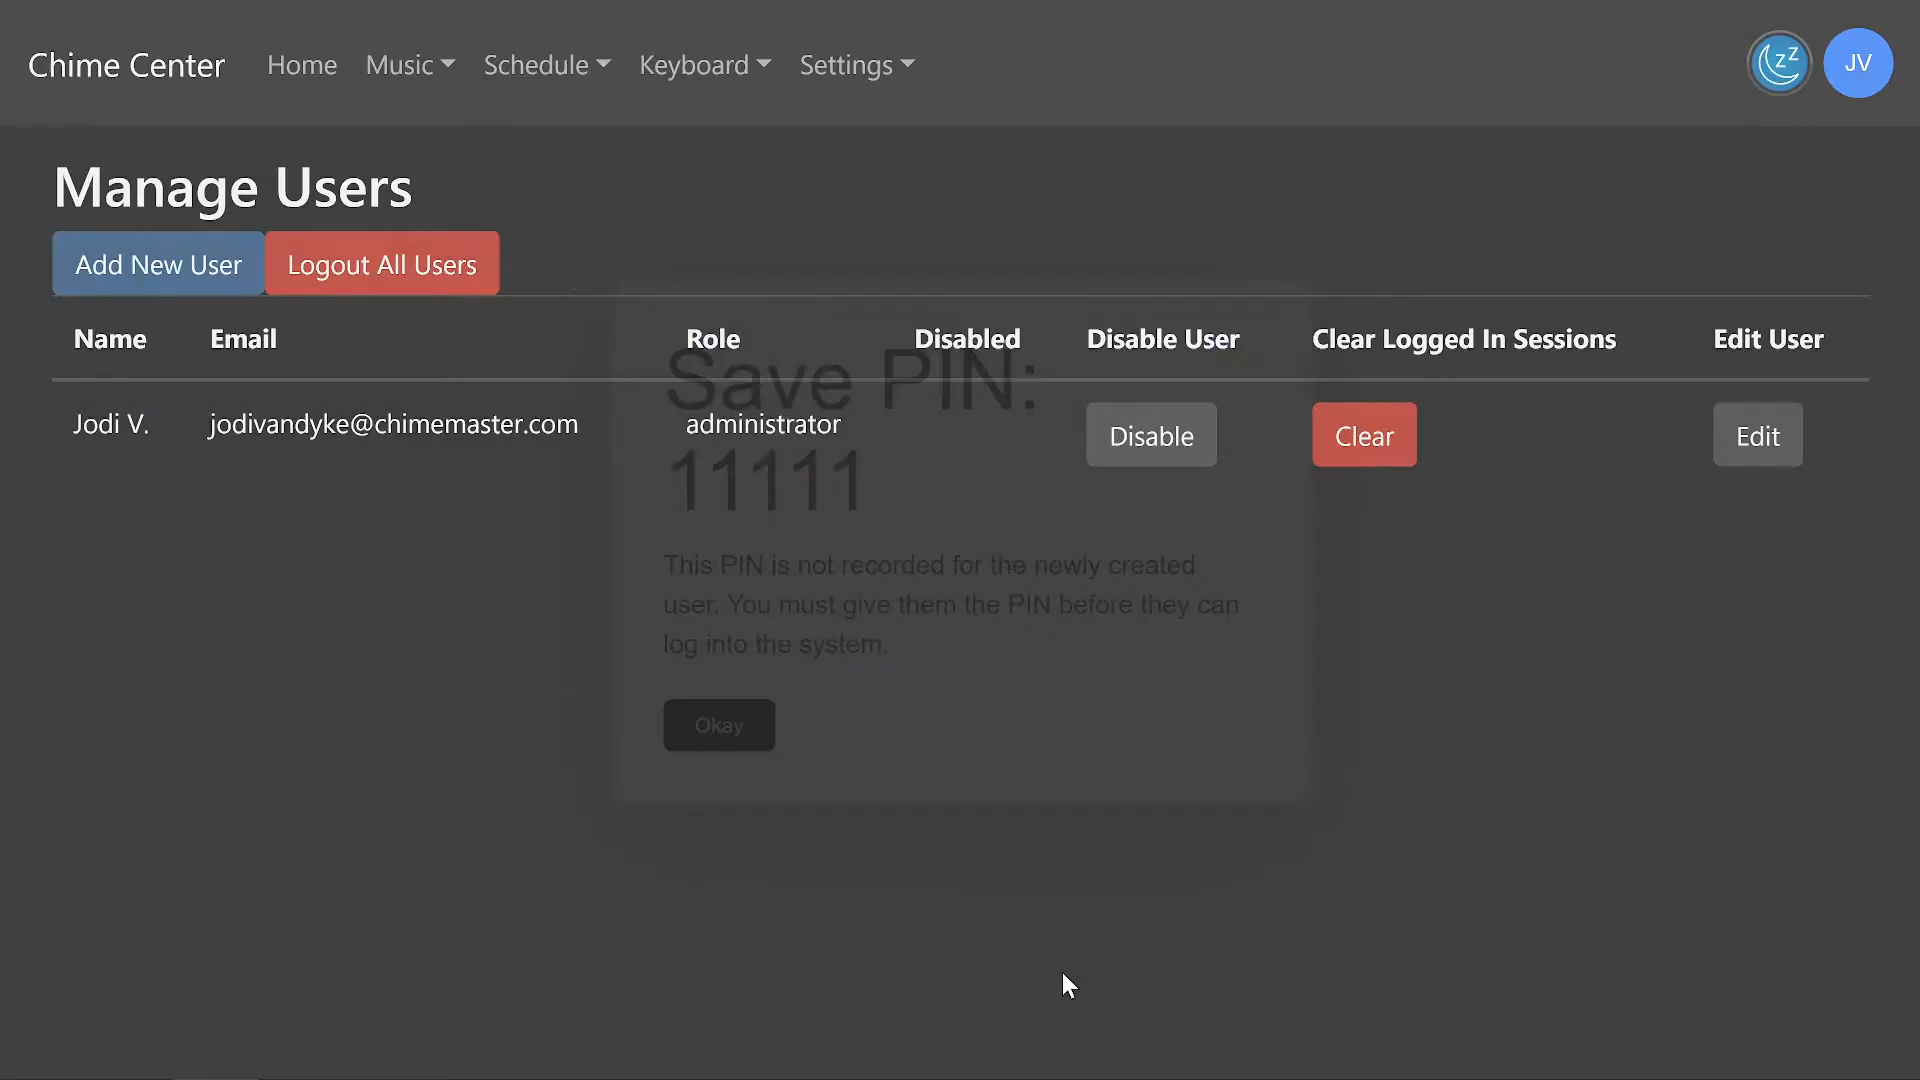 Chime Center Home Music Schedule Keyboard Settings zz JV
Manage Users
Add New User Logout All Users
Name Email Role Disabled Disable User Clear Logged In Sessions Edit User
Jodi V. jodivandyke@chimemaster.com administrator Disable Clear Edit
Save PIN:
11111
This PIN is not recorded for the newly created
user. You must give them the PIN before they can
log into the system.
Okay